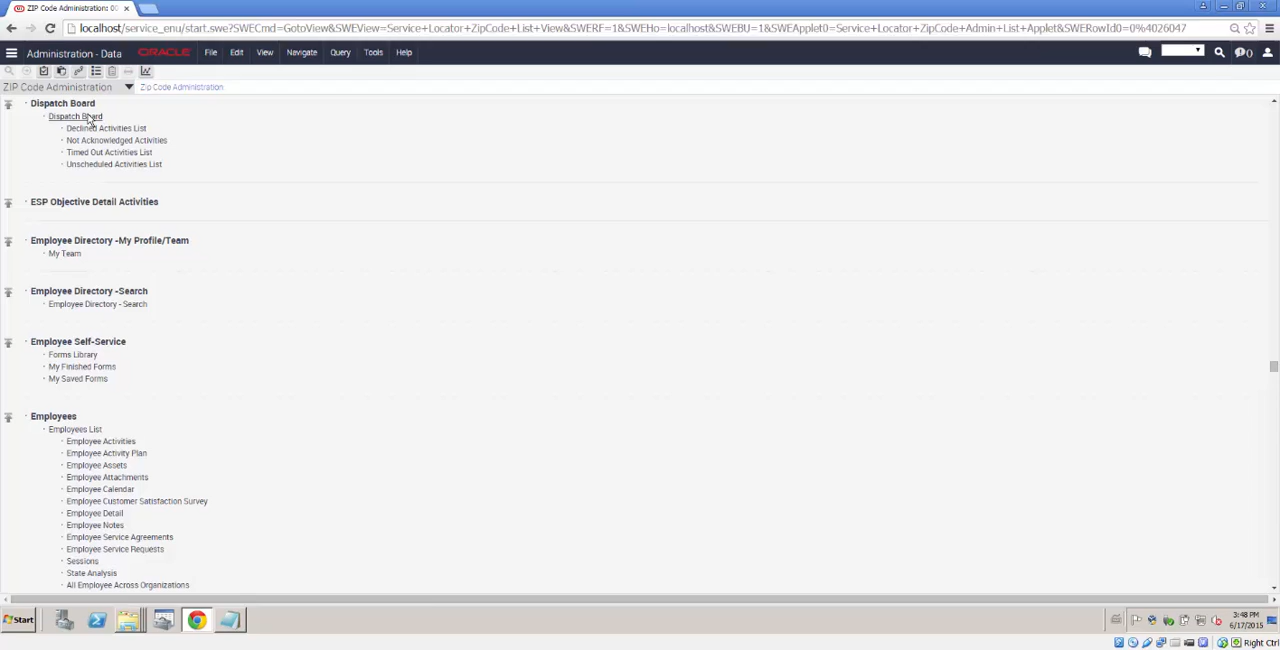 ZIP Code Administration: 00
localhost/service_enu/start.swe?SWECmd=GotoView&SWEView=Service+Locator+ZipCode+List+View&SWERF=1&SWEHo=localhost&SWEBU=1&SWEApplet0=Service+Locator+ZipCode+Admin+List+Applet&SWERowId0=0%4026047
Administration - Data ORACLE File Edit View Navigate Query Tools Help ()
ZIP Code Administration Zip Code Administration
Dispatch Board
Dispatch Board
Declined Activities List
Not Acknowledged Activities
Timed Out Activities List
Unscheduled Activities List
ESP Objective Detail Activities
Employee Directory -My Profile/Team
My Team
Employee Directory -Search
Employee Directory - Search
Employee Self-Service
Forms Library
My Finished Forms
My Saved Forms
Employees
Employees List
Employee Activities
Employee Activity Plan
Employee Assets
Employee Attachments
Employee Calendar
Employee Customer Satisfaction Survey
Employee Detail
Employee Notes
Employee Service Agreements
Employee Service Requests
Sessions
State Analysis
All Employee Across Organizations
Start 3:48 PM
6/17/2015
Right Ctrl